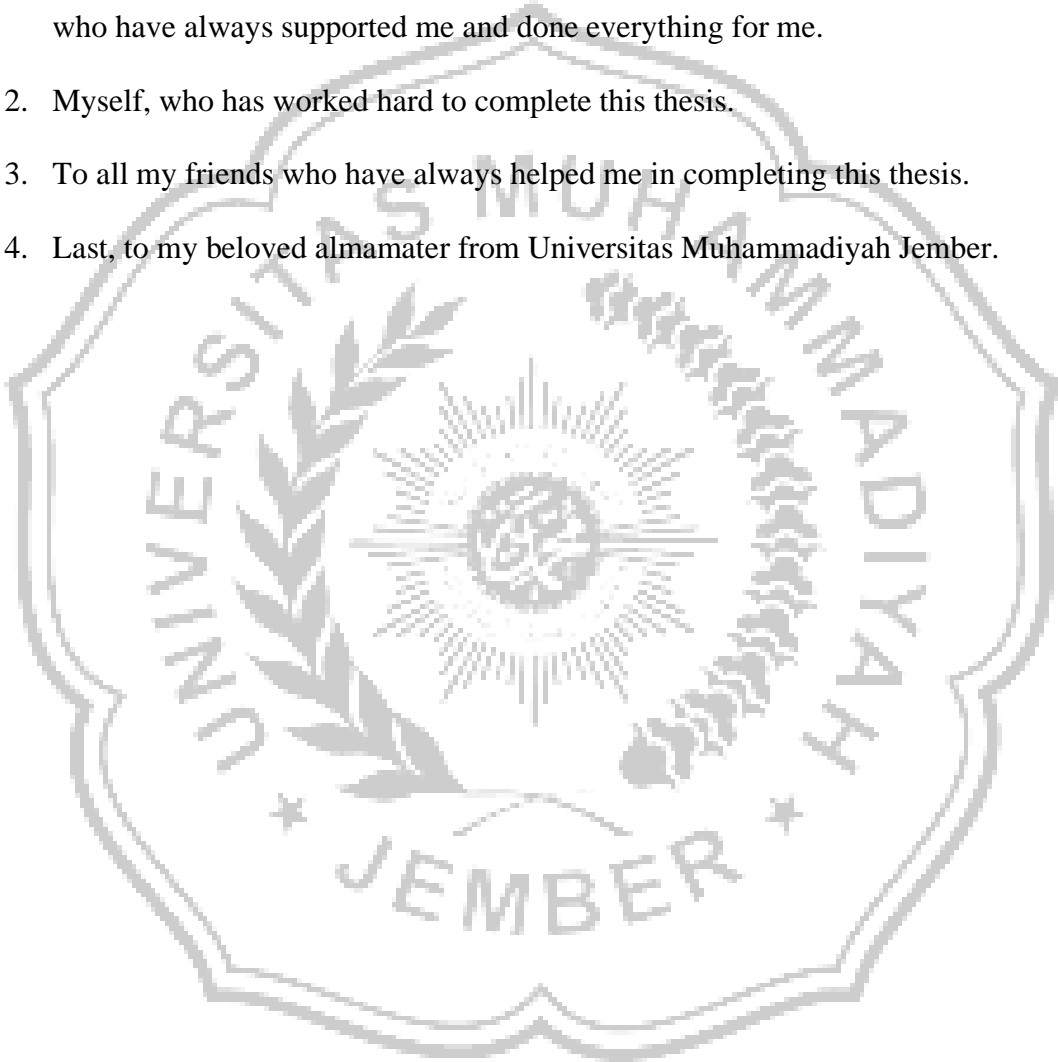 who have always supported me and done everything for me.
2. Myself, who has worked hard to complete this thesis.
3. To all my friends who have always helped me in completing this thesis.
4. Last, to my beloved almamater from Universitas Muhammadiyah Jember.
UNIVERSITAS MUHAMMADIYAH
JEMBER